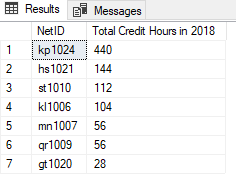 Results Messages
NetID Total Credit Hours in 2018
1 kp1024 440
2 hs1021 144
3 st1010 112
4 kl1006 104
5 mn1007 56
6 qr1009 56
7 gt1020 28